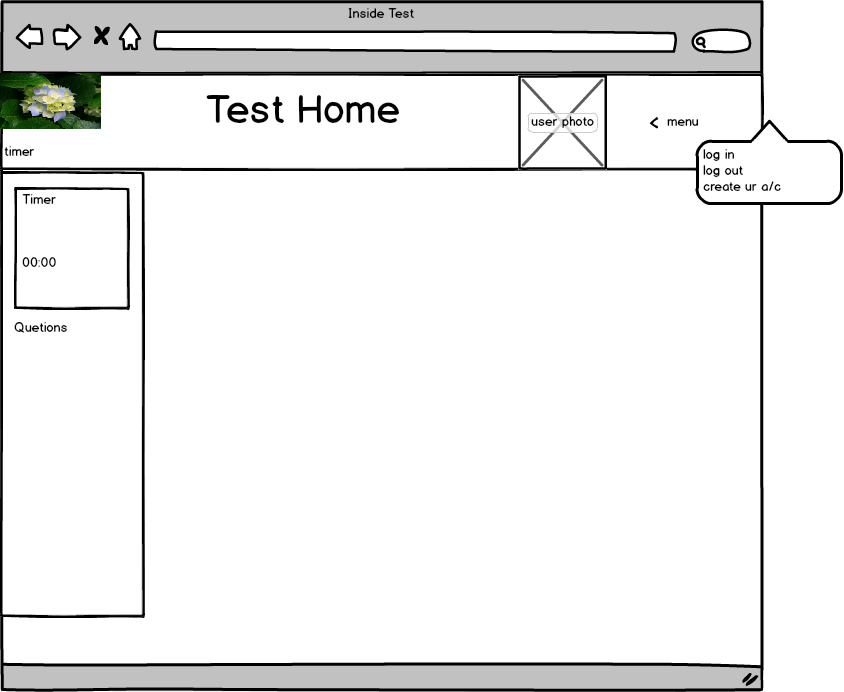 Inside Test
Test Home
user photo
menu
timer
log in
log out
create ur a/c
Timer
00:00
Quetions